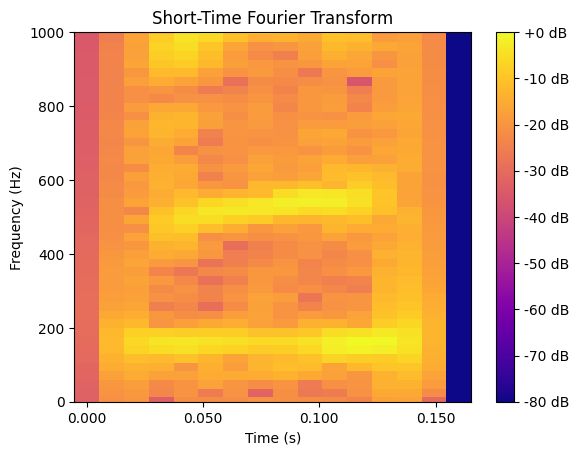 Short-Time Fourier Transform
1000
800
600
400
200
0
Frequency (Hz)
0.000
0.050
0.100
0.150
Time (s)
+0 dB
-10 dB
-20 dB
-30 dB
-40 dB
-50 dB
-60 dB
-70 dB
-80 dB